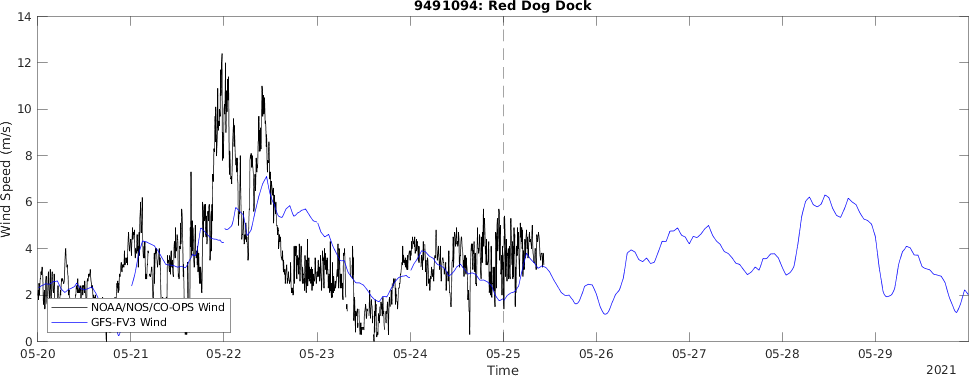 9491094: Red Dog Dock
14
12
10
8
6
4
2
0
Wind Speed (m/s)
NOAA/NOS/CO-OPS Wind
GFS-FV3 Wind
05-20 05-21 05-22 05-23 05-24 05-25 05-26 05-27 05-28 05-29
Time
2021